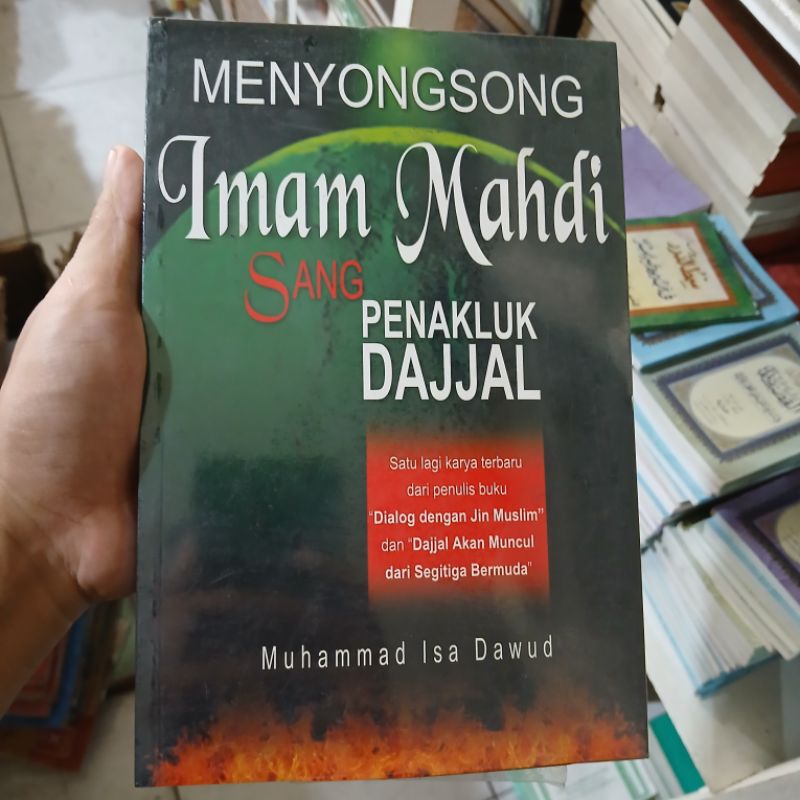 MENYONGSONG
Imam Mahdi
SANG
PENAKLUK
DAJJAL
Satu lagi karya terbaru
dari penulis buku
"Dialog dengan Jin Muslim"
dan "Dajjal Akan Muncul
dari Segitiga Bermuda"
Muhammad Isa Dawud